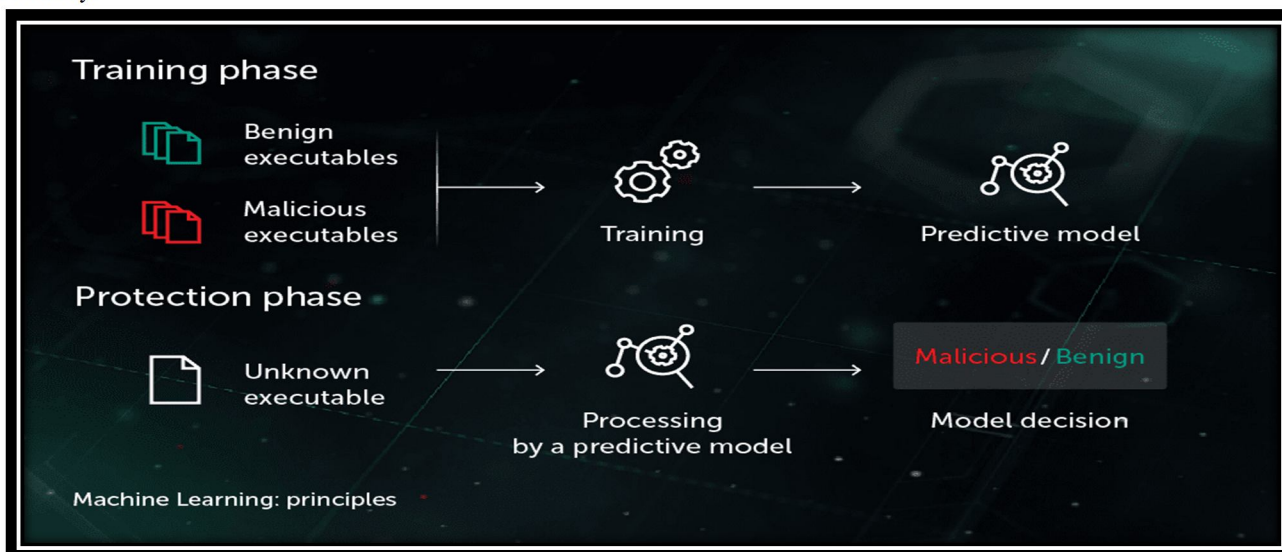 Training phase
Benign
executables
Malicious
executables
Training
Predictive model
Protection phase
Unknown
executable
Processing
by a predictive model
Malicious/Benign
Model decision
Machine Learning: principles